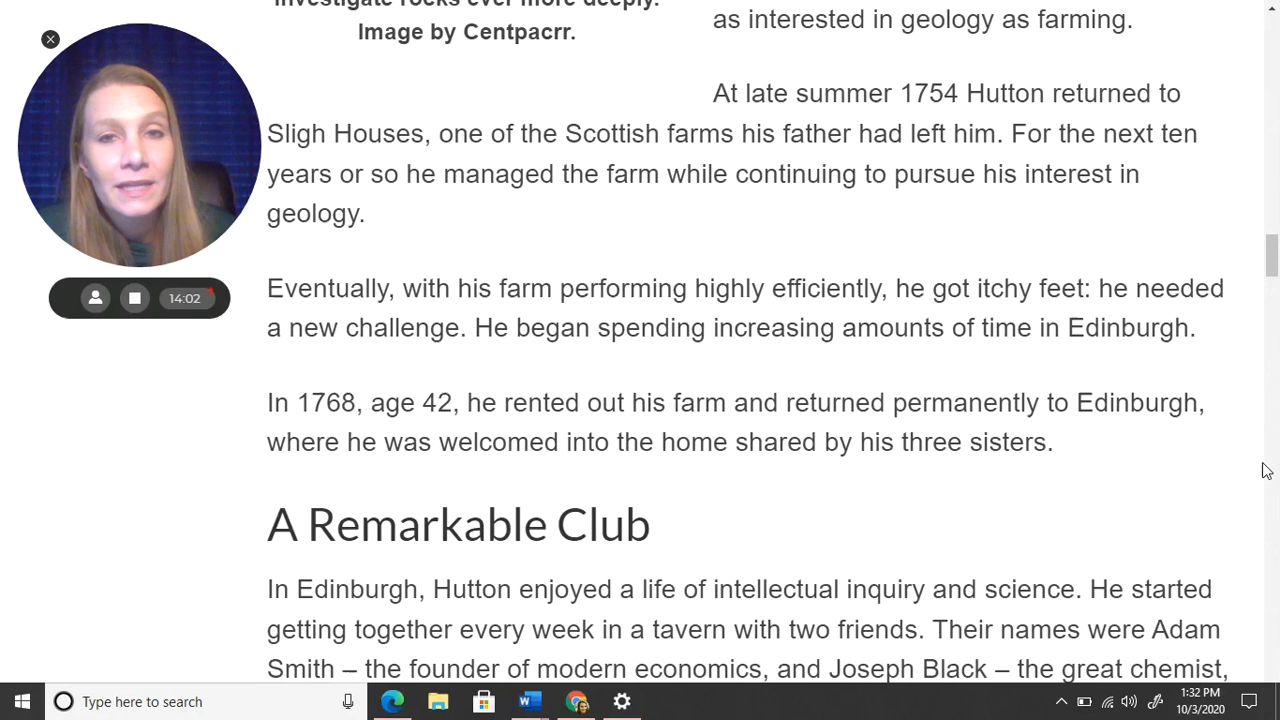 investigate rocks ever more deeply.
Image by Centpacrr.
as interested in geology as farming.
At late summer 1754 Hutton returned to
Sligh Houses, one of the Scottish farms his father had left him. For the next ten
years or so he managed the farm while continuing to pursue his interest in
geology.
Eventually, with his farm performing highly efficiently, he got itchy feet: he needed
a new challenge. He began spending increasing amounts of time in Edinburgh.
In 1768, age 42, he rented out his farm and returned permanently to Edinburgh,
where he was welcomed into the home shared by his three sisters.
A Remarkable Club
In Edinburgh, Hutton enjoyed a life of intellectual inquiry and science. He started
getting together every week in a tavern with two friends. Their names were Adam
Smith – the founder of modern economics, and Joseph Black – the great chemist,
14:02
Type here to search
1:32 PM
10/3/2020